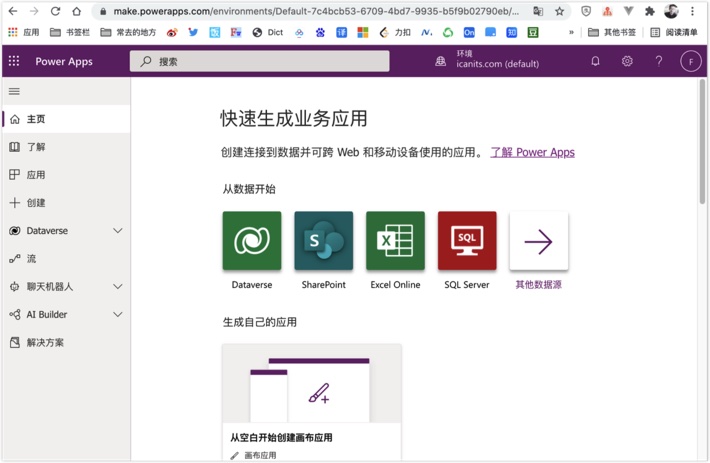 make.powerapps.com/environments/Default-7c4bcb53-6709-4bd7-9935-b5f9b02790eb/...
应用
书签栏
常去的地方
Dict
力扣
On
知
豆
»
其他书签
阅读清单
Power Apps
搜索
环境
icanits.com (default)
?
F
主页
了解
应用
创建
Dataverse
流
聊天机器人
AI Builder
解决方案
快速生成业务应用
创建连接到数据并可跨 Web 和移动设备使用的应用。 了解 Power Apps
从数据开始
S
X
SQL
Dataverse
SharePoint
Excel Online
SQL Server
其他数据源
生成自己的应用
从空白开始创建画布应用
画布应用